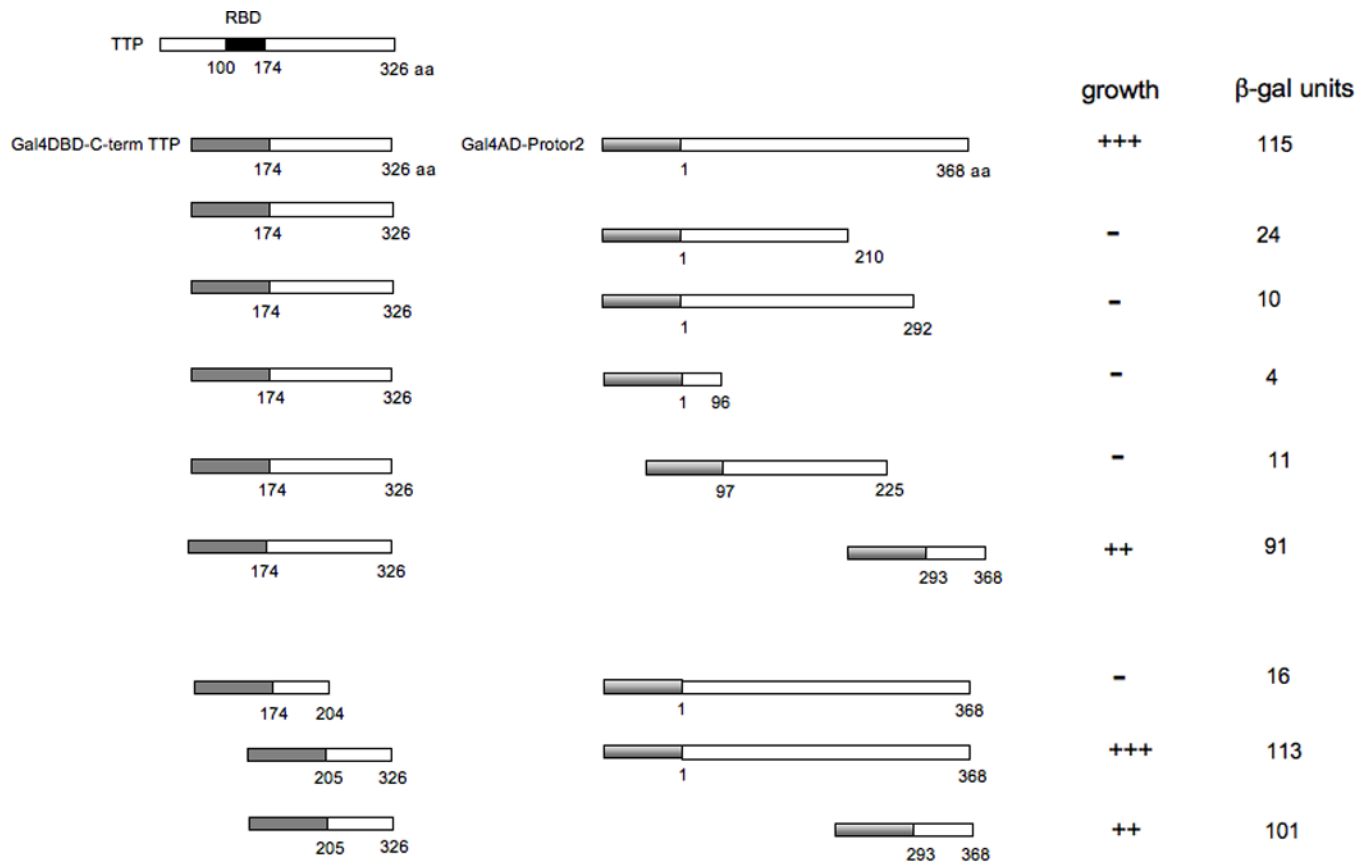 RBD
TTP
100 174 326 aa
growth β-gal units
Gal4DBD-C-term TTP Gal4AD-Protor2 +++ 115
174 326 aa 1 368 aa
- 24
174 326 1 210
- 10
174 326 1 292
- 4
174 326 1 96
- 11
174 326 97 225
++ 91
174 326 293 368
- 16
174 204 1 368
+++ 113
205 326 1 368
++ 101
205 326 293 368